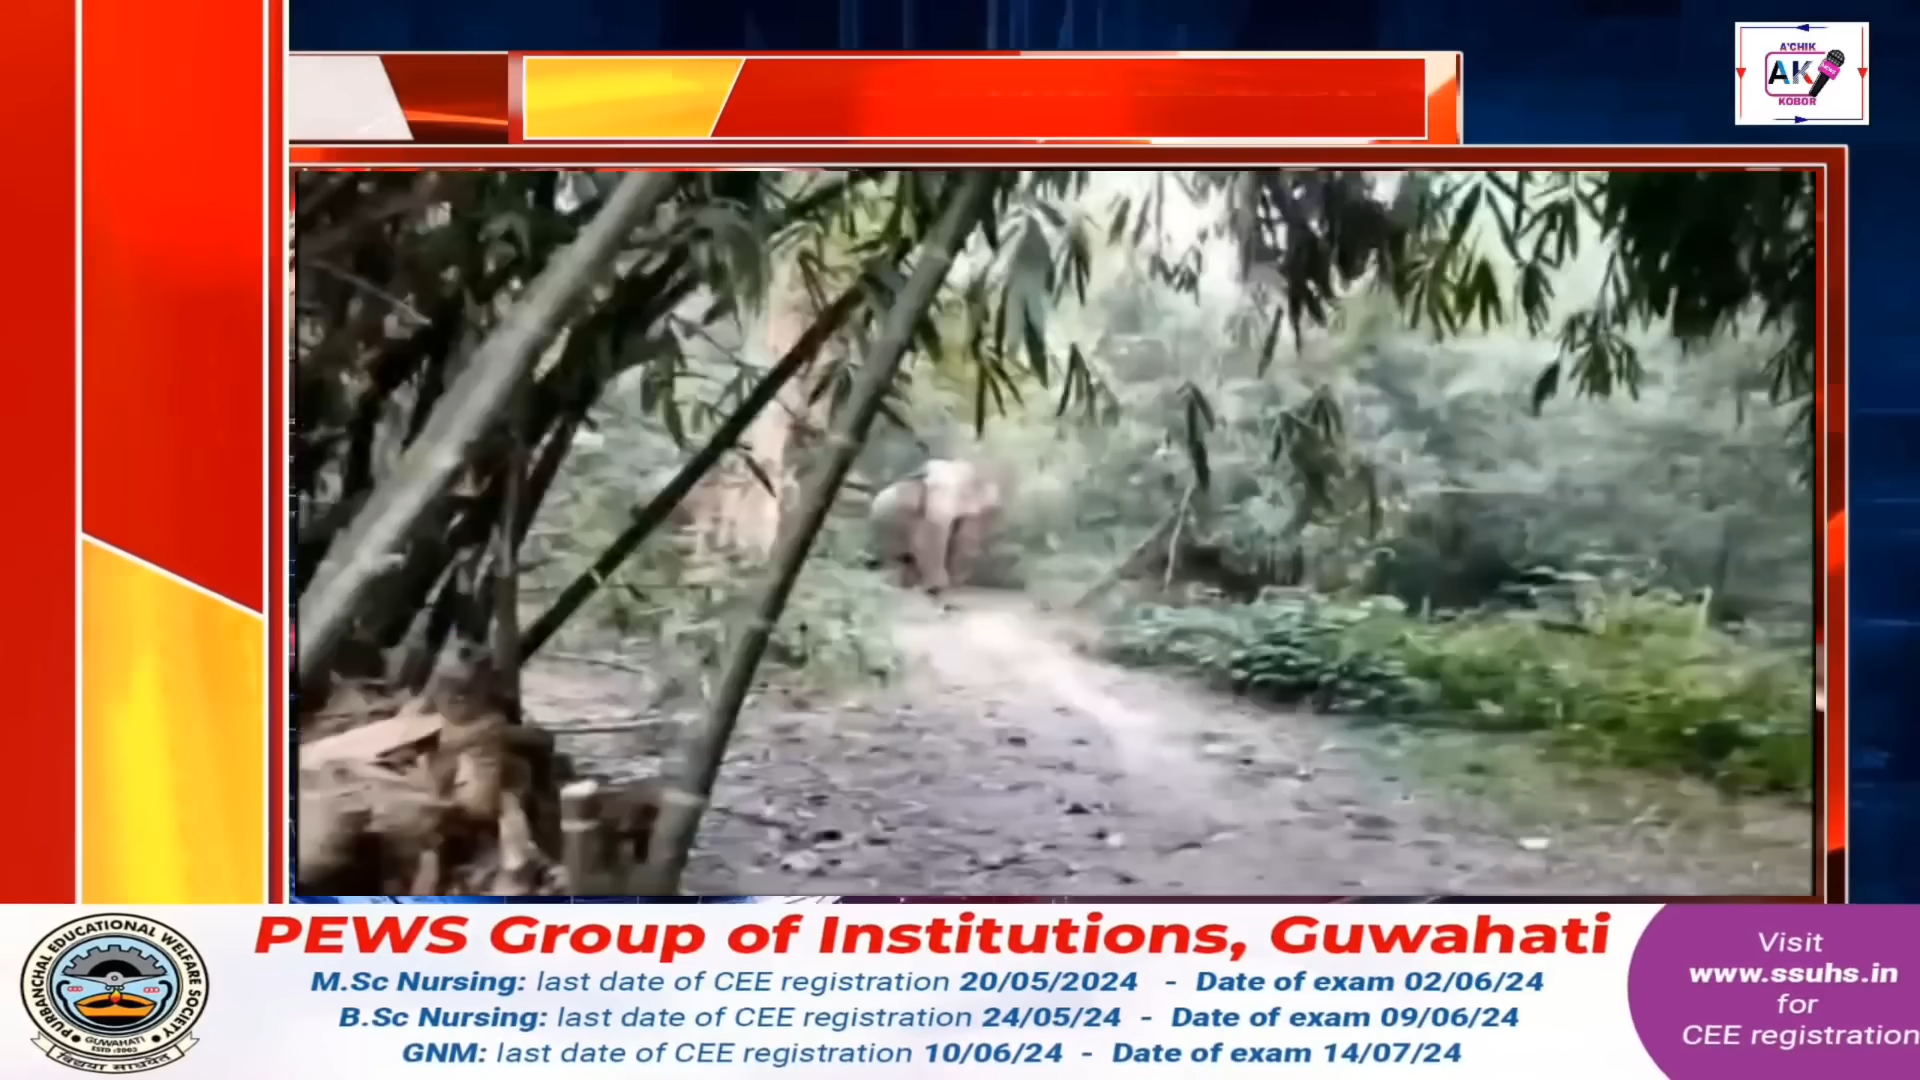 A'CHIK
AK
NEWS
KOBOR
PEWS Group of Institutions, Guwahati
M.Sc Nursing: last date of CEE registration 20/05/2024 - Date of exam 02/06/24
B.Sc Nursing: last date of CEE registration 24/05/24 - Date of exam 09/06/24
GNM: last date of CEE registration 10/06/24 - Date of exam 14/07/24
Visit
www.ssuhs.in
for
CEE registration
PURBANCHAL EDUCATIONAL WELFARE SOCIETY
GUWAHATI
ESTD :2003